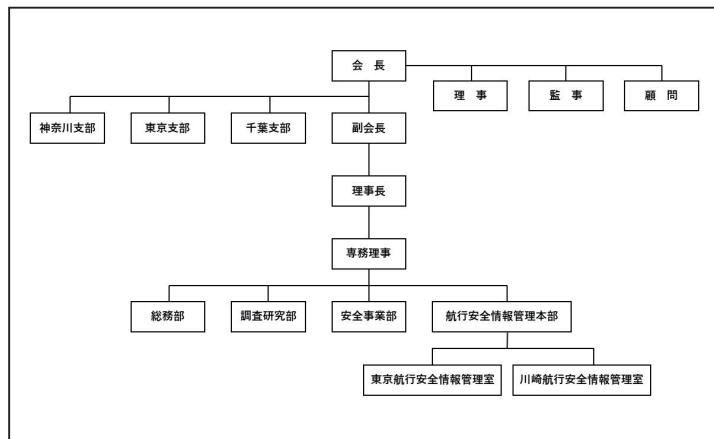 会　長
理　事
監　事
顧　問
神奈川支部
東京支部
千葉支部
副会長
理事長
専務理事
総務部
調査研究部
安全事業部
航行安全情報管理本部
東京航行安全情報管理室
川崎航行安全情報管理室